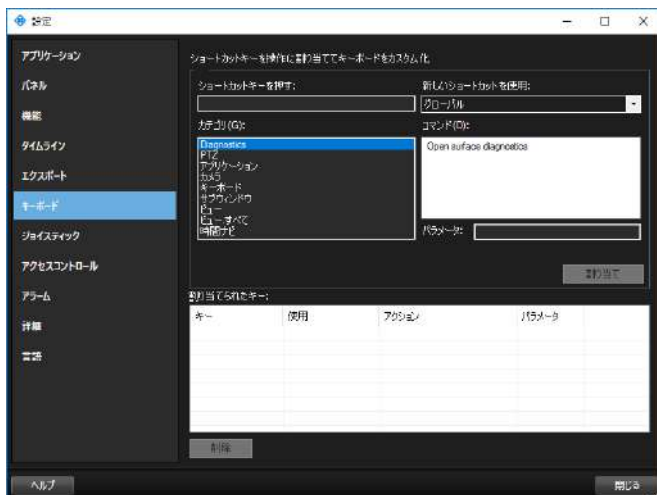 設定
アプリケーション
パネル
機能
タイムライン
エクスポート
キーボード
ジョイスティック
アクセスコントロール
アラーム
詳細
言語
ショートカットキーを操作に割り当ててキーボードをカスタム化
ショートカットキーを押す:
新しいショートカットを使用:
グローバル
カテゴリ(G):
コマンド(O):
Diagnostics
PTZ
アプリケーション
カメラ
キーボード
サブウィンドウ
ビュー
ビュー すべて
時間ナビ
Open surface diagnostics
パラメータ:
割り当て
割り当てられたキー:
キー 使用 アクション パラメータ
削除
ヘルプ
閉じる